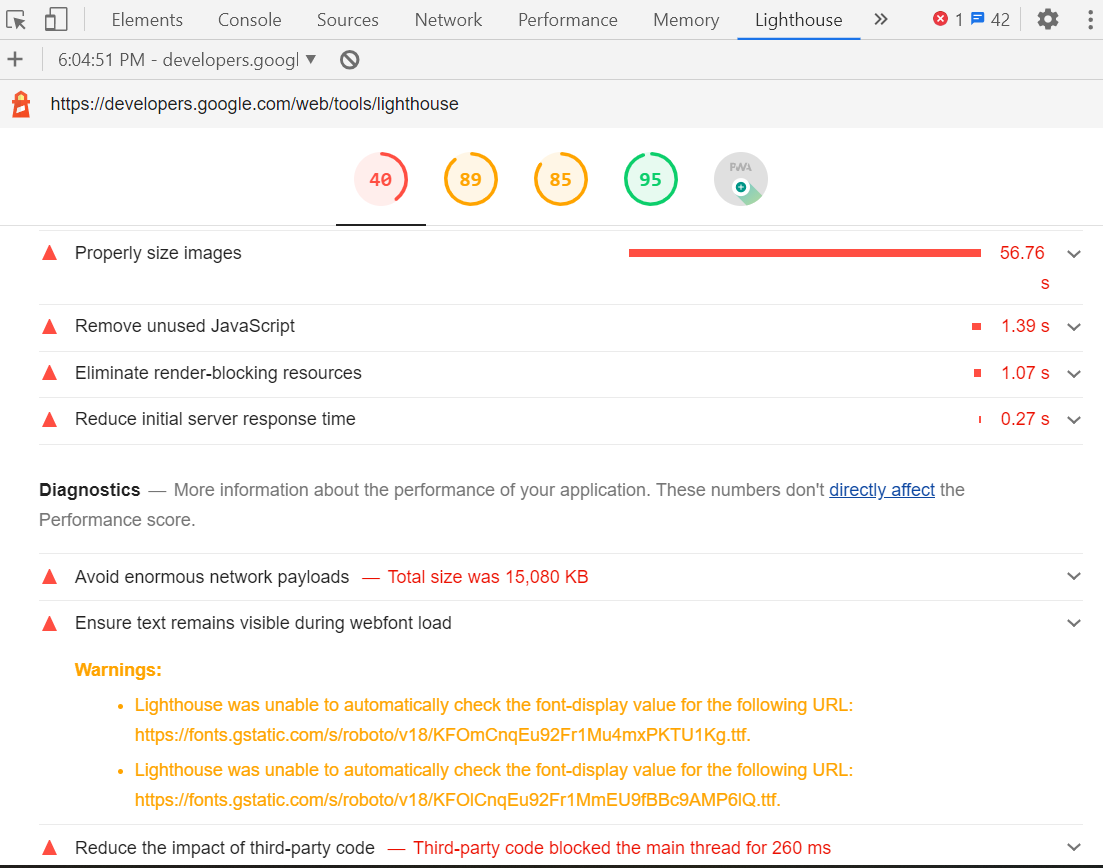 Elements Console Sources Network Performance Memory Lighthouse » 1 42
6:04:51 PM - developers.googl
https://developers.google.com/web/tools/lighthouse
40 89 85 95 PWA
Properly size images 56.76
s
Remove unused JavaScript 1.39 s
Eliminate render-blocking resources 1.07 s
Reduce initial server response time 0.27 s
Diagnostics — More information about the performance of your application. These numbers don't directly affect the
Performance score.
Avoid enormous network payloads — Total size was 15,080 KB
Ensure text remains visible during webfont load
Warnings:
• Lighthouse was unable to automatically check the font-display value for the following URL:
https://fonts.gstatic.com/s/roboto/v18/KFOmCnqEu92Fr1Mu4mxPKTU1Kg.ttf.
• Lighthouse was unable to automatically check the font-display value for the following URL:
https://fonts.gstatic.com/s/roboto/v18/KFOlCnqEu92Fr1MmEU9fBBc9AMP6lQ.ttf.
Reduce the impact of third-party code — Third-party code blocked the main thread for 260 ms